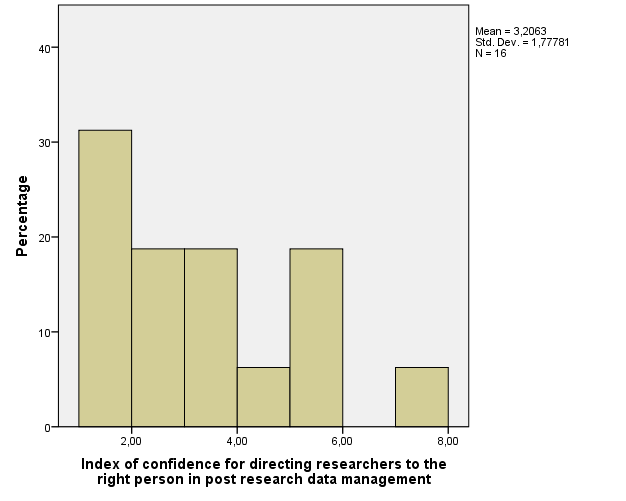 Mean = 3,2063
Std. Dev. = 1,77781
N = 16
40
30
20
10
0
Percentage
2,00 4,00 6,00 8,00
Index of confidence for directing researchers to the
right person in post research data management